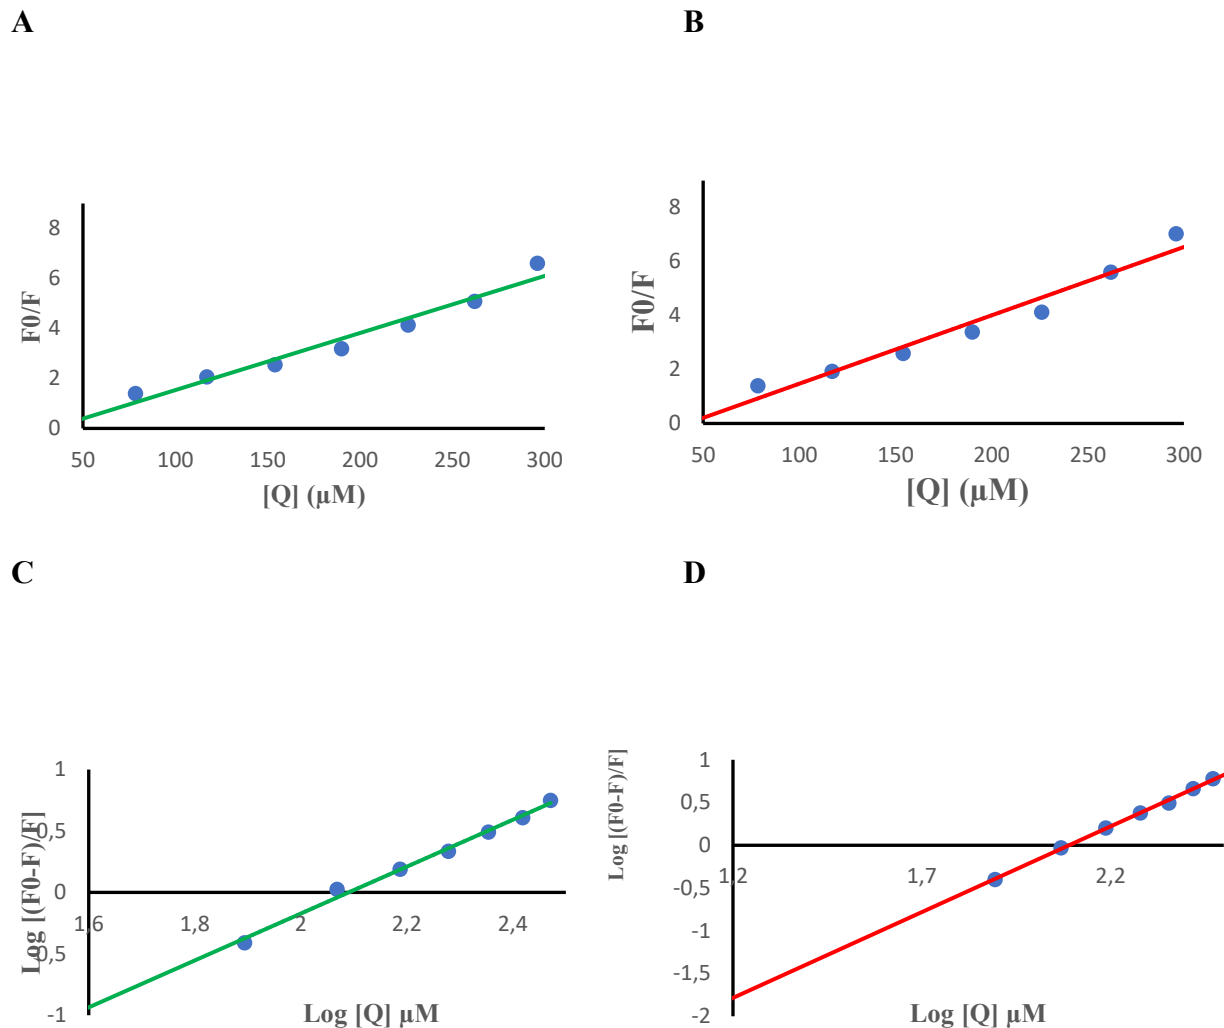 A
B
8
6
4
2
0
F0/F
50 100 150 200 250 300
[Q] (µM)
8
6
4
2
0
F0/F
50 100 150 200 250 300
[Q] (µM)
C
D
1
0,5
0
-0,5
-1
Log [(F0-F)/F]
1,6 1,8 2 2,2 2,4
Log [Q] µM
1
0,5
0
-0,5
-1
-1,5
-2
Log [(F0-F)/F]
1,2 1,7 2,2
Log [Q] µM